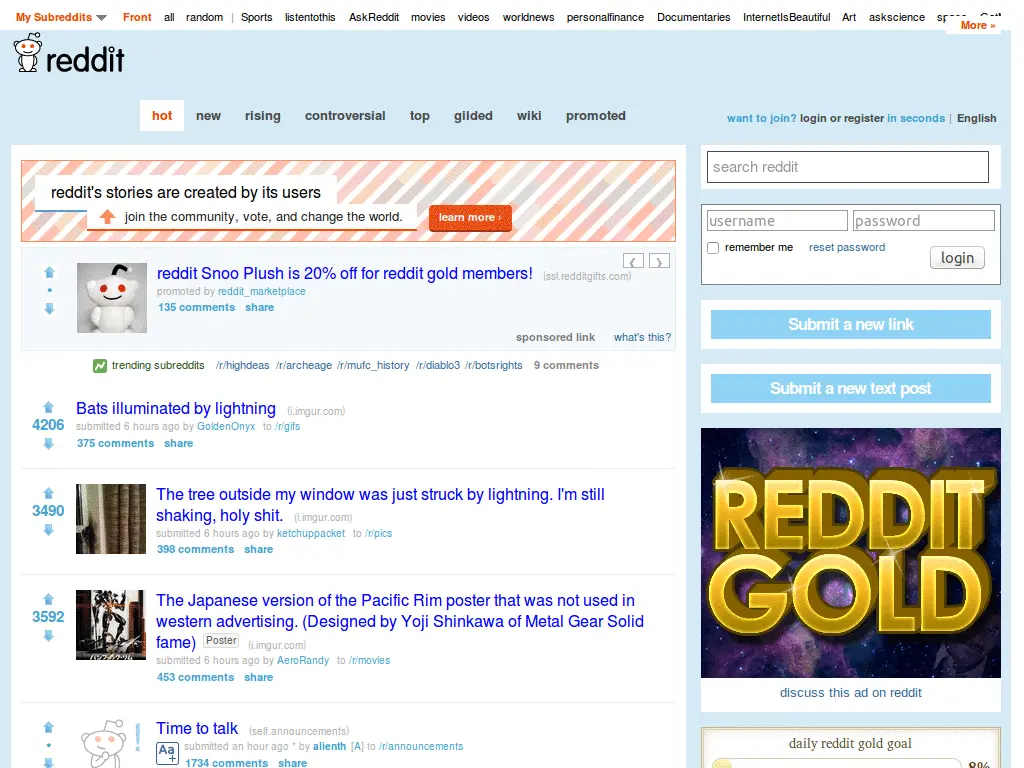 My Subreddits Front all random | Sports listentothis AskReddit movies videos worldnews personalfinance Documentaries InternetIsBeautiful Art askscience
More »
reddit
hot new rising controversial top gilded wiki promoted
want to join? login or register in seconds | English
search reddit
reddit's stories are created by its users
join the community, vote, and change the world.
learn more ›
username password
remember me reset password
login
reddit Snoo Plush is 20% off for reddit gold members! (ssl.redditgifts.com)
promoted by reddit_marketplace
135 comments share
sponsored link what's this?
Submit a new link
trending subreddits /r/highdeas /r/archeage /r/mufc_history /r/diablo3 /r/botsrights 9 comments
Submit a new text post
4206
Bats illuminated by lightning (i.imgur.com)
submitted 6 hours ago by GoldenOnyx to /r/gifs
375 comments share
3490
The tree outside my window was just struck by lightning. I'm still
shaking, holy shit. (i.imgur.com)
submitted 6 hours ago by ketchuppacket to /r/pics
398 comments share
REDDIT
GOLD
3592
The Japanese version of the Pacific Rim poster that was not used in
western advertising. (Designed by Yoji Shinkawa of Metal Gear Solid
fame) Poster (i.imgur.com)
submitted 6 hours ago by AeroRandy to /r/movies
453 comments share
discuss this ad on reddit
Time to talk (self.announcements)
Aa+ submitted an hour ago * by alienth [A] to /r/announcements
1734 comments share
daily reddit gold goal
8%